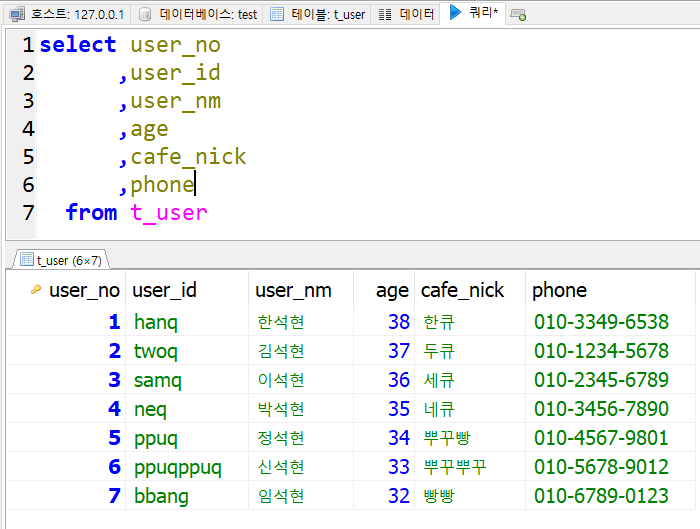 호스트: 127.0.0.1 데이터베이스: test 테이블: t_user 데이터 쿼리*
1 select user_no
2 ,user_id
3 ,user_nm
4 ,age
5 ,cafe_nick
6 ,phone
7 from t_user
t_user (6×7)
user_no user_id user_nm age cafe_nick phone
1 hanq 한석현 38 한큐 010-3349-6538
2 twoq 김석현 37 두큐 010-1234-5678
3 samq 이석현 36 세큐 010-2345-6789
4 neq 박석현 35 네큐 010-3456-7890
5 ppuq 정석현 34 뿌꾸빵 010-4567-9801
6 ppuqppuq 신석현 33 뿌꾸뿌꾸 010-5678-9012
7 bbang 임석현 32 빵빵 010-6789-0123